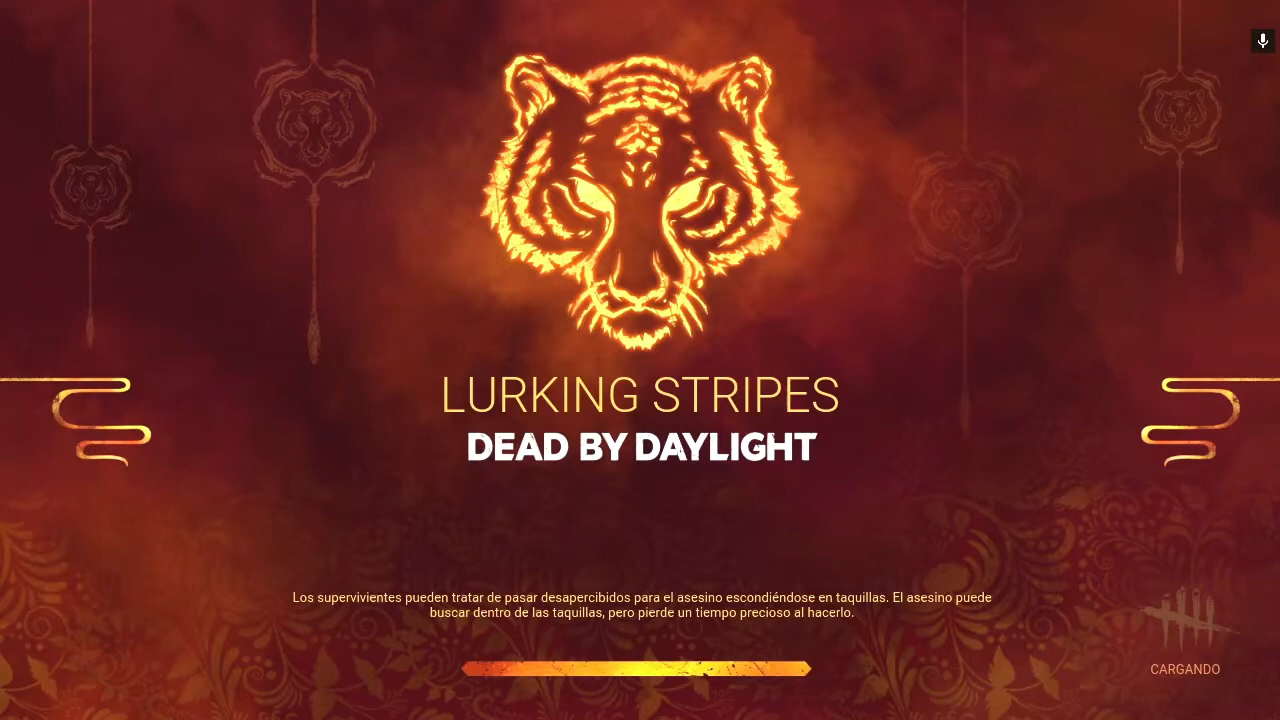 LURKING STRIPES
DEAD BY DAYLIGHT
Los supervivientes pueden tratar de pasar desapercibidos para el asesino escondiéndose en taquillas. El asesino puede
buscar dentro de las taquillas, pero pierde un tiempo precioso al hacerlo.
CARGANDO